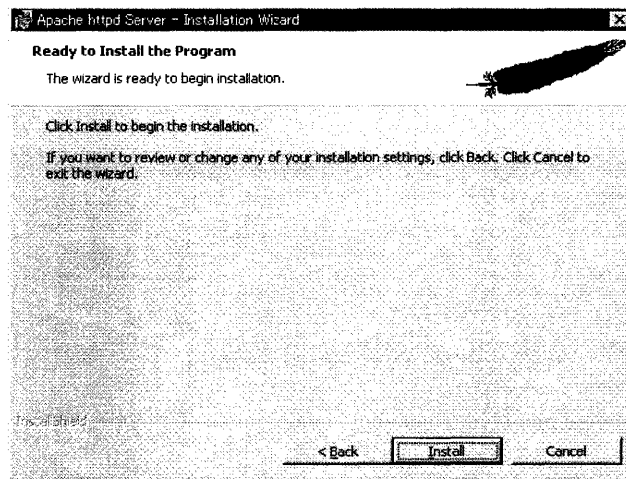 Apache httpd Server - Installation Wizard
Ready to Install the Program
The wizard is ready to begin installation.
Click Install to begin the installation.
If you want to review or change any of your installation settings, click Back. Click Cancel to
exit the wizard.
InstallShield
< Back Install Cancel